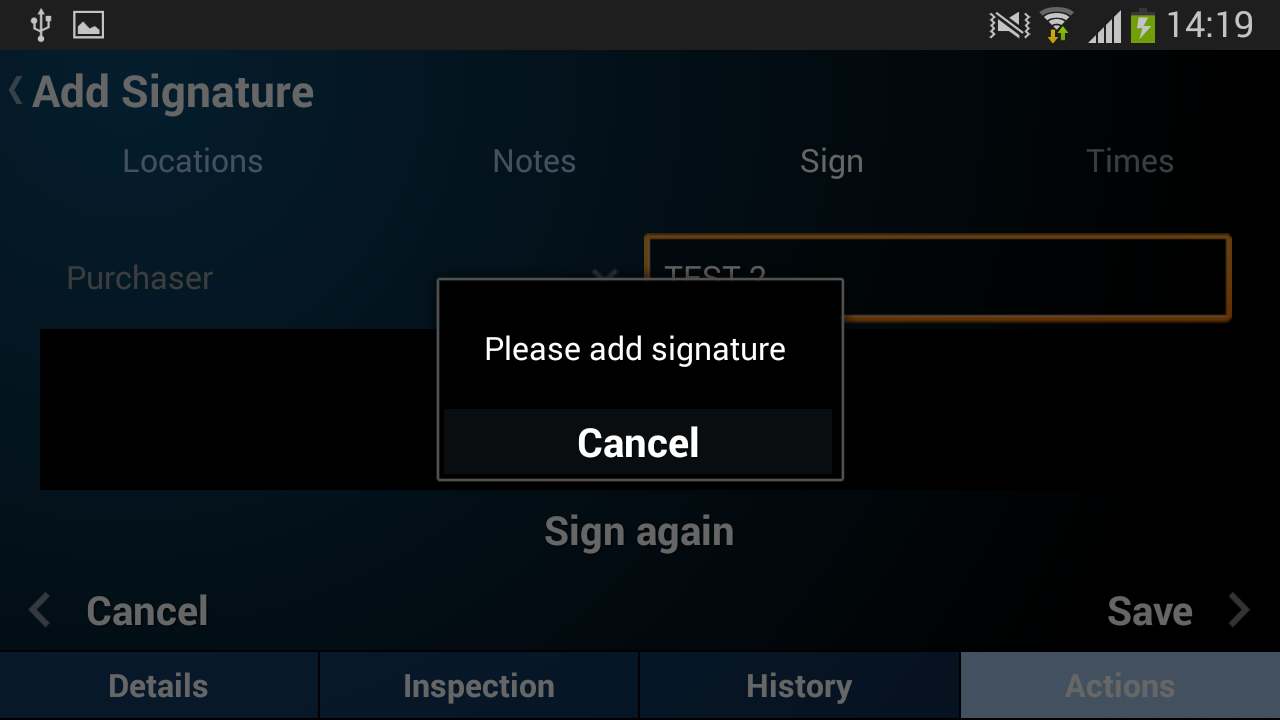 14:19
Add Signature
Locations Notes Sign Times
Purchaser TEST 2
Please add signature
Cancel
Sign again
Cancel Save
Details Inspection History Actions